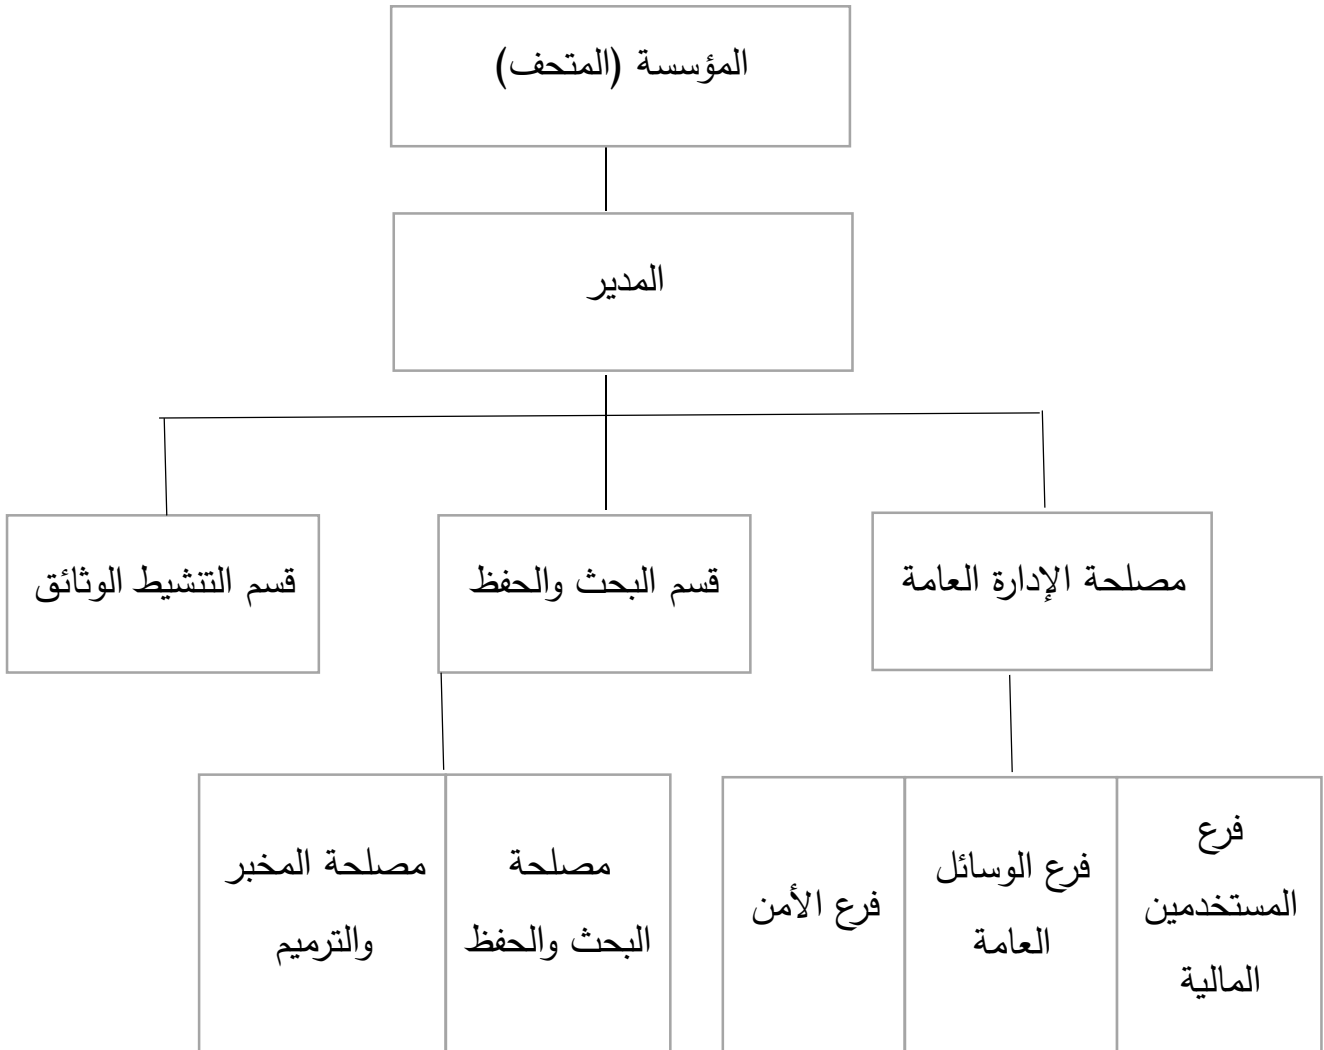 المؤسسة (المتحف)
المدير
مصلحة الإدارة العامة
قسم البحث والحفظ
قسم التنشيط الوثائق
فرع
المستخدمين
المالية
فرع الوسائل
العامة
فرع الأمن
مصلحة
البحث والحفظ
مصلحة المخبر
والترميم